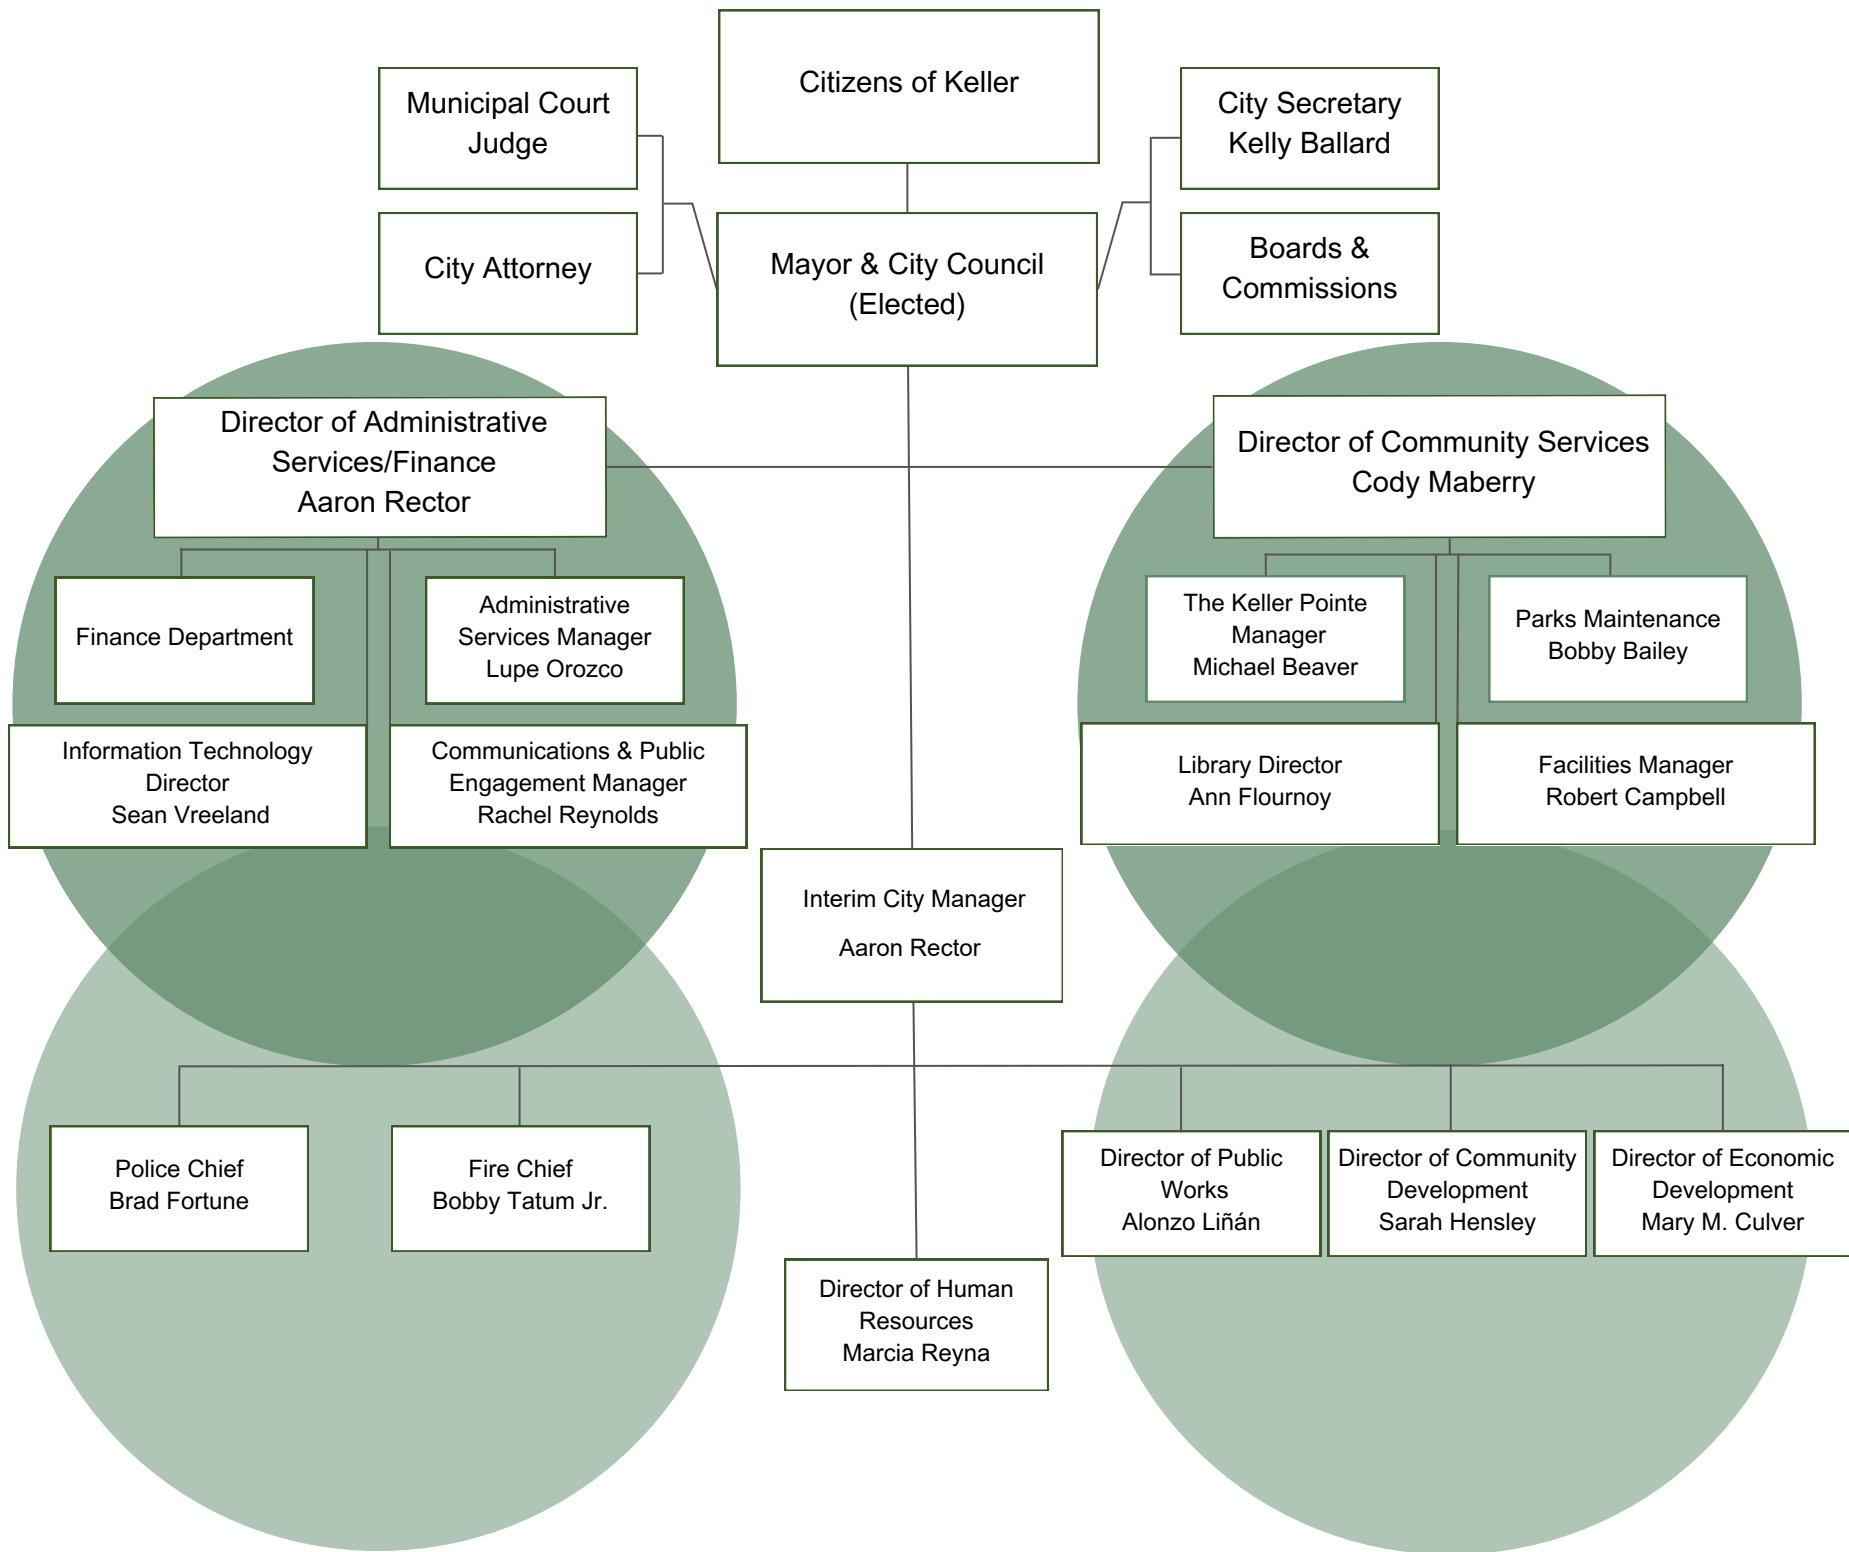 Citizens of Keller
Municipal Court
Judge
City Secretary
Kelly Ballard
City Attorney
Mayor & City Council
(Elected)
Boards &
Commissions
Director of Administrative
Services/Finance
Aaron Rector
Director of Community Services
Cody Maberry
Finance Department
Administrative
Services Manager
Lupe Orozco
The Keller Pointe
Manager
Michael Beaver
Parks Maintenance
Bobby Bailey
Information Technology
Director
Sean Vreeland
Communications & Public
Engagement Manager
Rachel Reynolds
Library Director
Ann Flournoy
Facilities Manager
Robert Campbell
Interim City Manager
Aaron Rector
Police Chief
Brad Fortune
Fire Chief
Bobby Tatum Jr.
Director of Public
Works
Alonzo Liñán
Director of Community
Development
Sarah Hensley
Director of Economic
Development
Mary M. Culver
Director of Human
Resources
Marcia Reyna